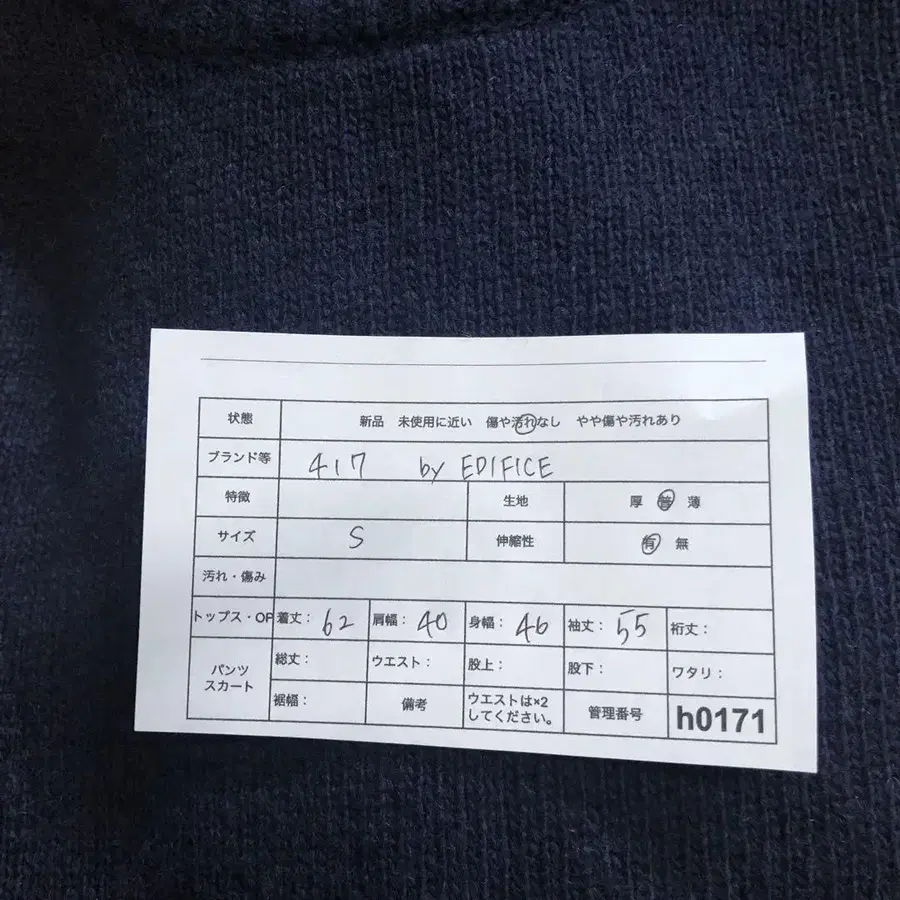 状態 新品 未使用に近い 傷や汚れなし やや傷や汚れあり
ブランド等 417 by EDIFICE
特徴 生地 厚 普 薄
サイズ S 伸縮性 有 無
汚れ・傷み
トップス・OP 着丈： 62 肩幅： 40 身幅： 46 袖丈： 55 裄丈：
パンツ スカート 総丈： ウエスト： 股上： 股下： ワタリ：
裾幅： 備考 ウエストは×2してください。 管理番号 h0171